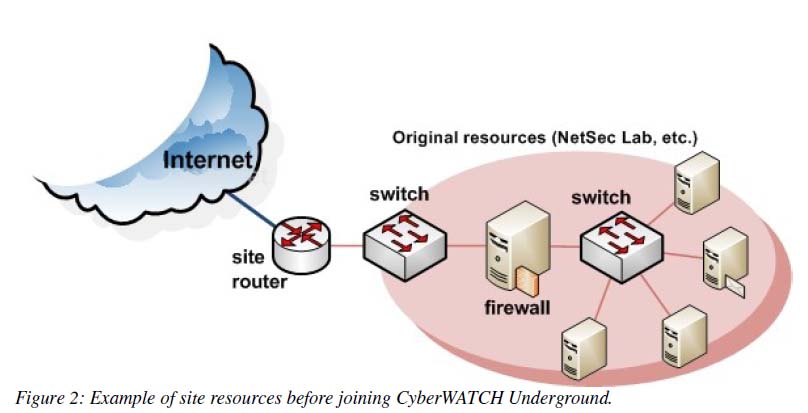 Original resources (NetSec Lab, etc.)
Internet
switch
switch
site
router
firewall
Figure 2: Example of site resources before joining CyberWATCH Underground.